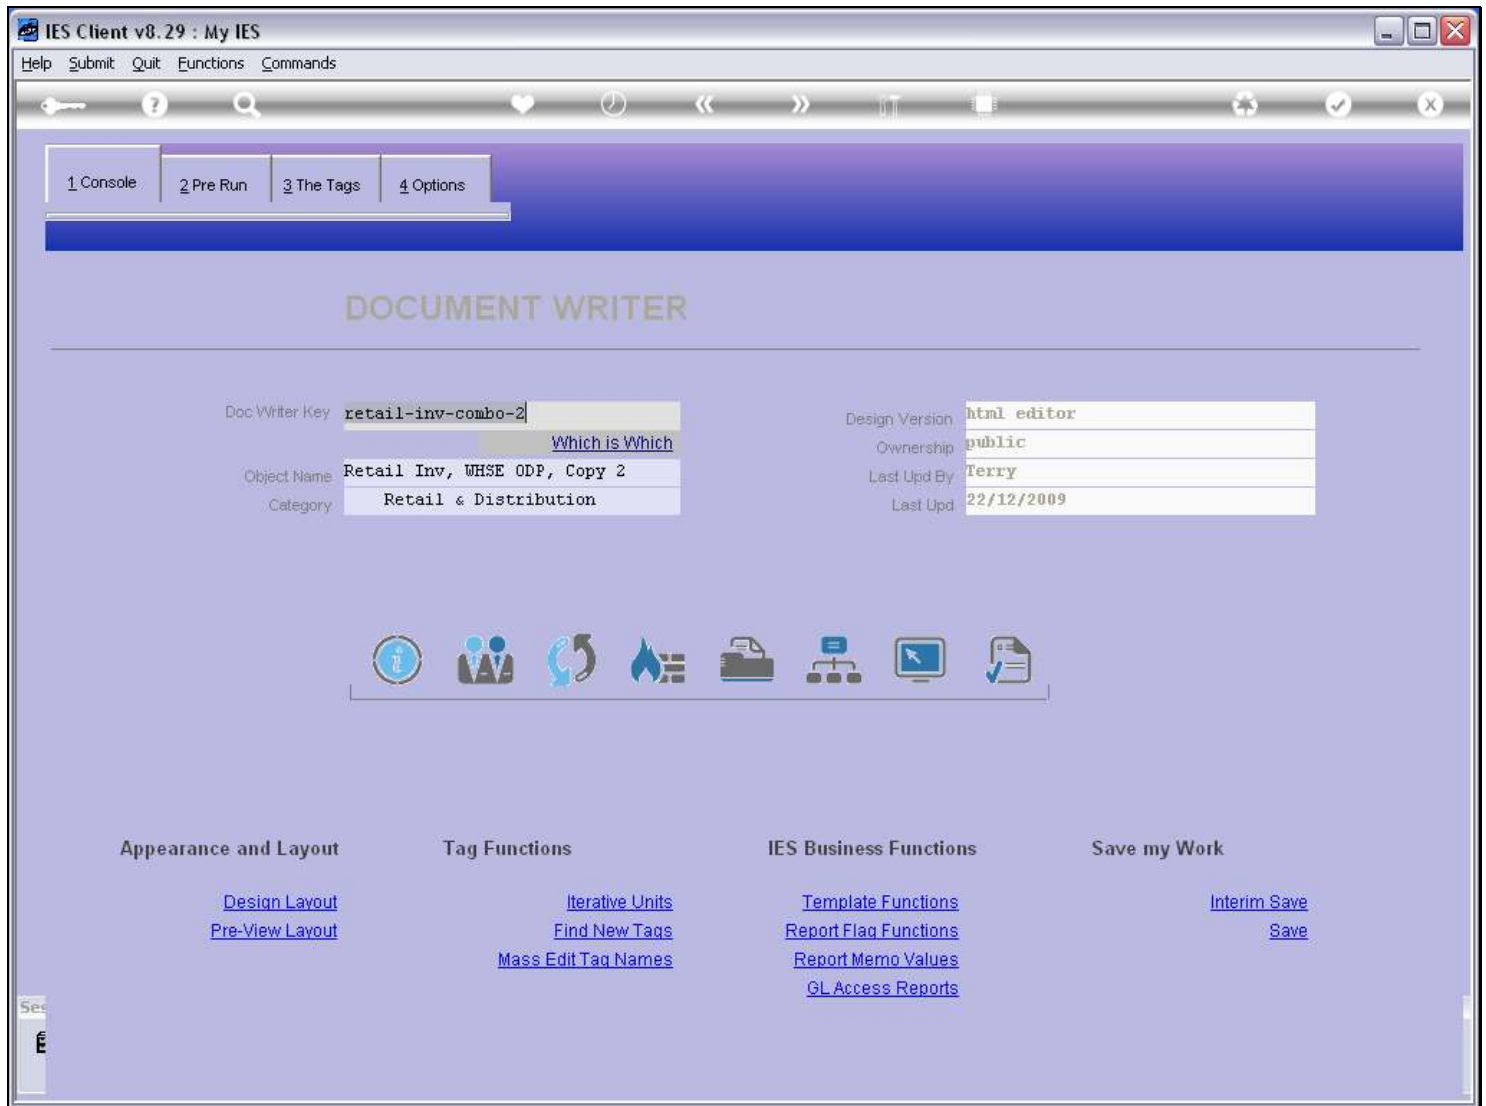 IES Client v8.29 : My IES
Help Submit Quit Functions Commands
1 Console 2 Pre Run 3 The Tags 4 Options
DOCUMENT WRITER
Doc Writer Key retail-inv-combo-2
Design Version html editor
Which is Which
Ownership public
Object Name Retail Inv, WHSE ODP, Copy 2
Last Upd By Terry
Category Retail & Distribution
Last Upd 22/12/2009
Appearance and Layout Tag Functions IES Business Functions Save my Work
Design Layout Iterative Units Template Functions Interim Save
Pre-View Layout Find New Tags Report Flag Functions Save
Mass Edit Tag Names Report Memo Values
GL Access Reports